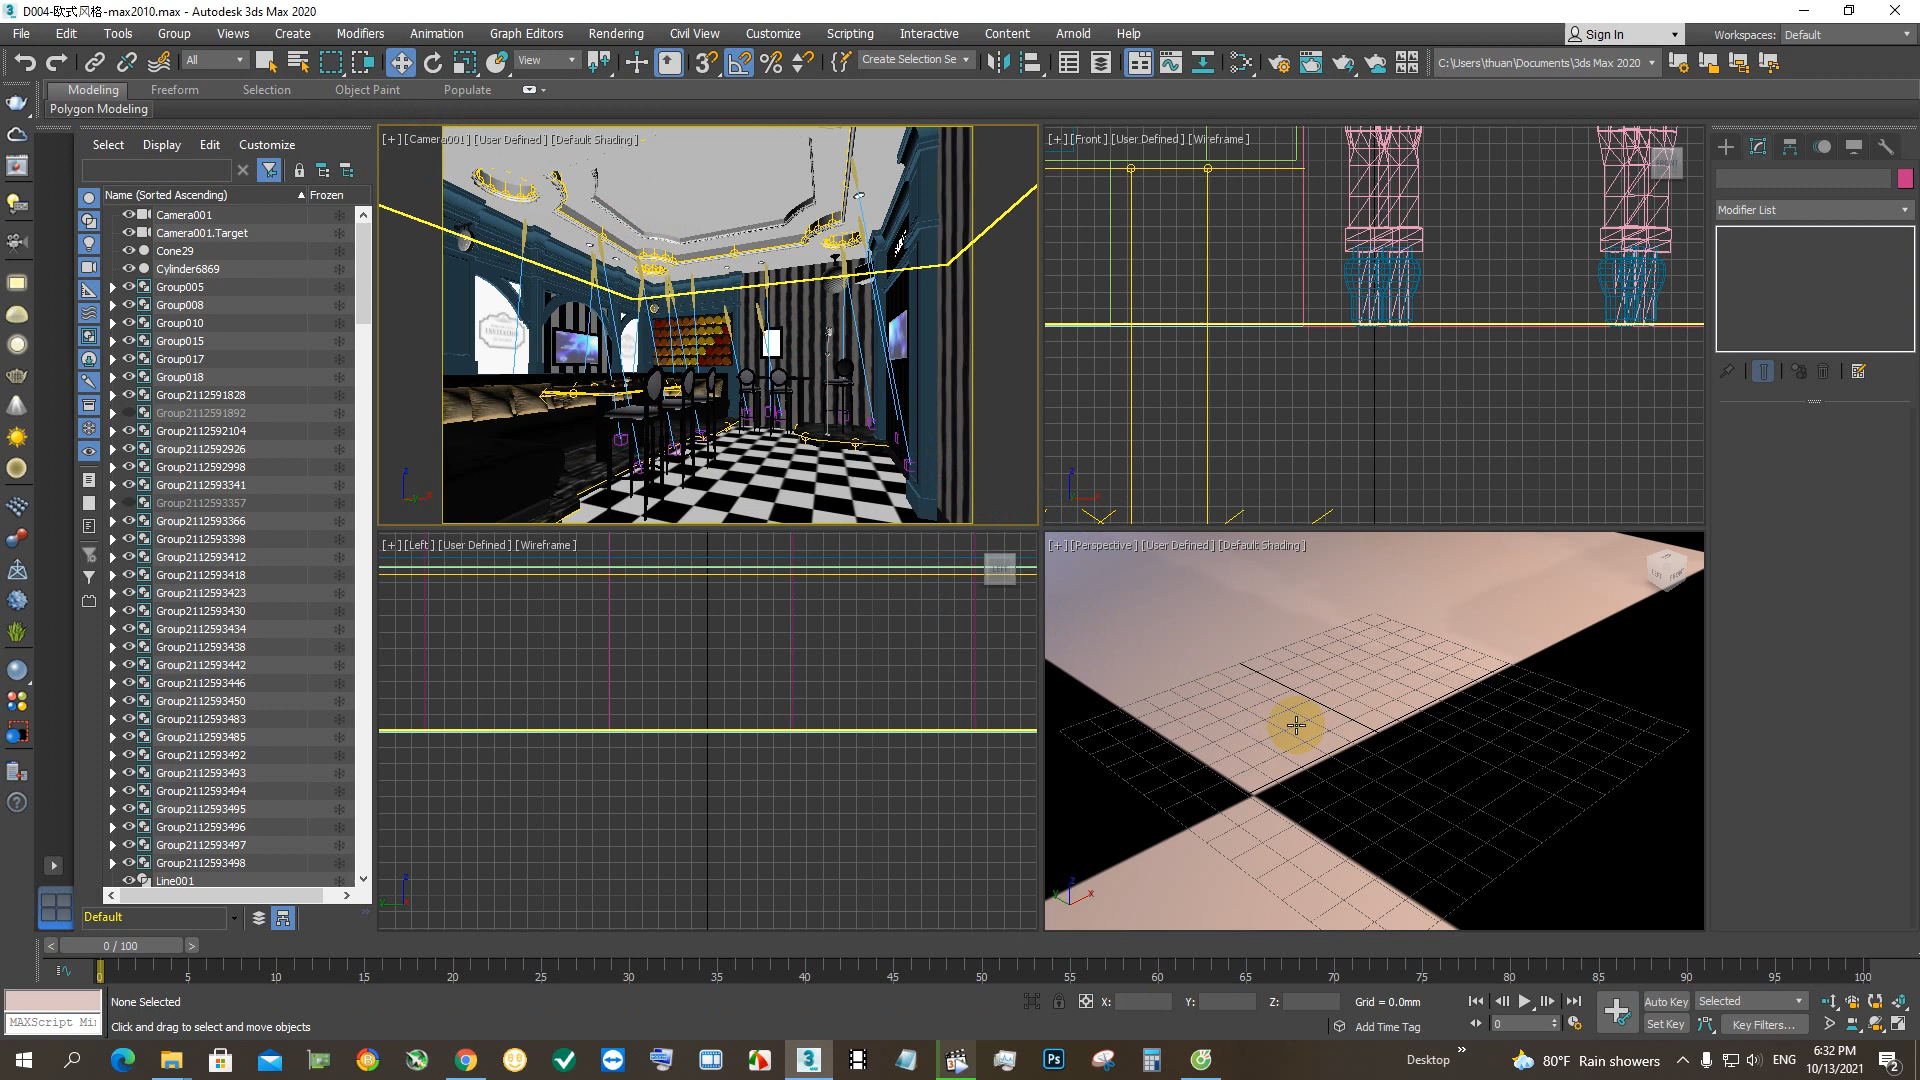 D004-欧式风格-max2010.max - Autodesk 3ds Max 2020
File Edit Tools Group Views Create Modifiers Animation Graph Editors Rendering Civil View Customize Scripting Interactive Content Arnold Help
Sign In
Workspaces: Default
All
View
Create Selection Se
C:\Users\thuan\Documents\3ds Max 2020
Modeling Freeform Selection Object Paint Populate
Polygon Modeling
Select Display Edit Customize
Name (Sorted Ascending) Frozen
Camera001
Camera001.Target
Cone29
Cylinder6869
Group005
Group008
Group010
Group015
Group017
Group018
Group2112591828
Group2112591892
Group2112592104
Group2112592926
Group2112592998
Group2112593341
Group2112593357
Group2112593366
Group2112593398
Group2112593412
Group2112593418
Group2112593423
Group2112593430
Group2112593434
Group2112593438
Group2112593442
Group2112593446
Group2112593450
Group2112593483
Group2112593485
Group2112593492
Group2112593493
Group2112593494
Group2112593495
Group2112593496
Group2112593497
Group2112593498
Line001
Default
[+] [Camera001] [User Defined] [Default Shading]
[+] [Front] [User Defined] [Wireframe]
[+] [Left] [User Defined] [Wireframe]
[+] [Perspective] [User Defined] [Default Shading]
LEFT
Modifier List
0 / 100
0 5 10 15 20 25 30 35 40 45 50 55 60 65 70 75 80 85 90 95 100
None Selected
MAXScript Mi
Click and drag to select and move objects
X: Y: Z: Grid = 0.0mm
Add Time Tag
0
Auto Key Selected
Set Key Key Filters...
Desktop
80°F Rain showers
ENG
6:32 PM
10/13/2021
2